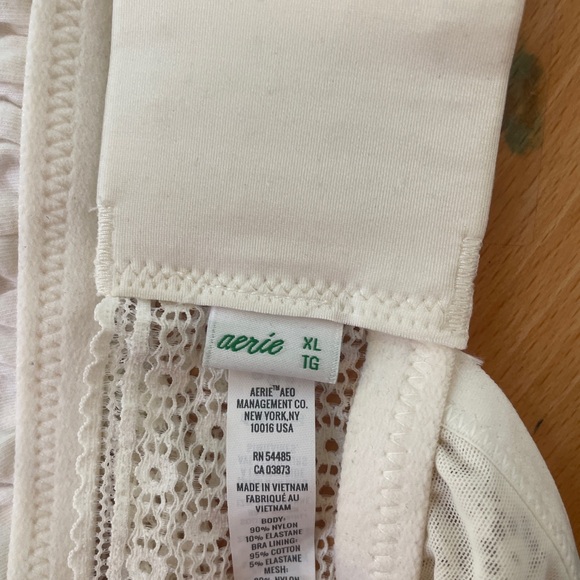 aerie XL
TG
AERIE™AEO
MANAGEMENT CO.
NEW YORK,NY
10016 USA
RN 54485
CA 03873
MADE IN VIETNAM
FABRIQUÉ AU
VIETNAM
BODY:
90% NYLON
10% ELASTANE
BRA LINING:
95% COTTON
5% ELASTANE
MESH: